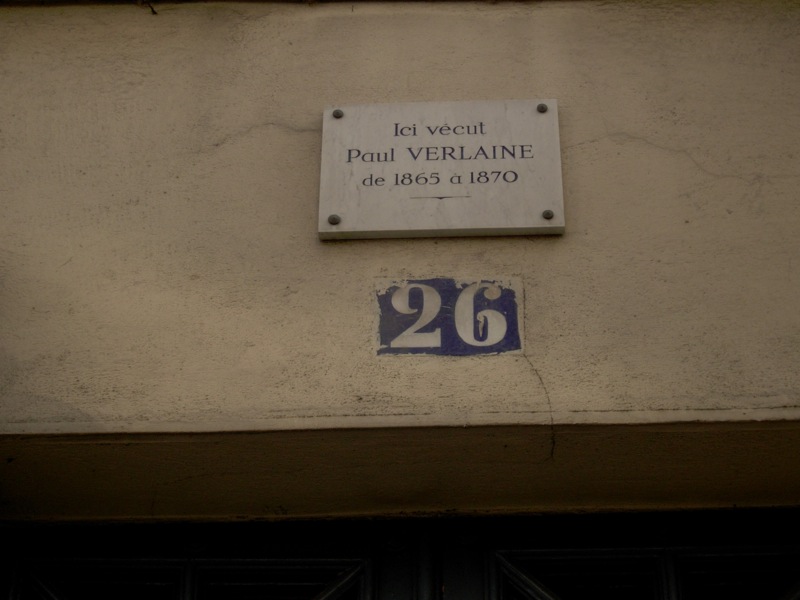 Ici vécut
Paul VERLAINE
de 1865 à 1870
26